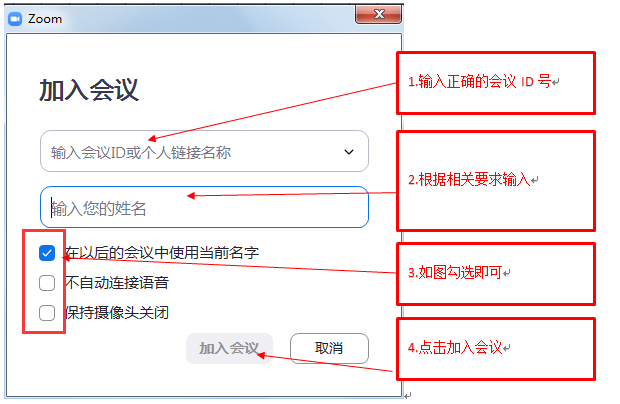 Zoom
加入会议
1.输入正确的会议 ID 号
输入会议ID或个人链接名称
2.根据相关要求输入
输入您的姓名
在以后的会议中使用当前名字
3.如图勾选即可
不自动连接语音
保持摄像头关闭
加入会议
取消
4.点击加入会议